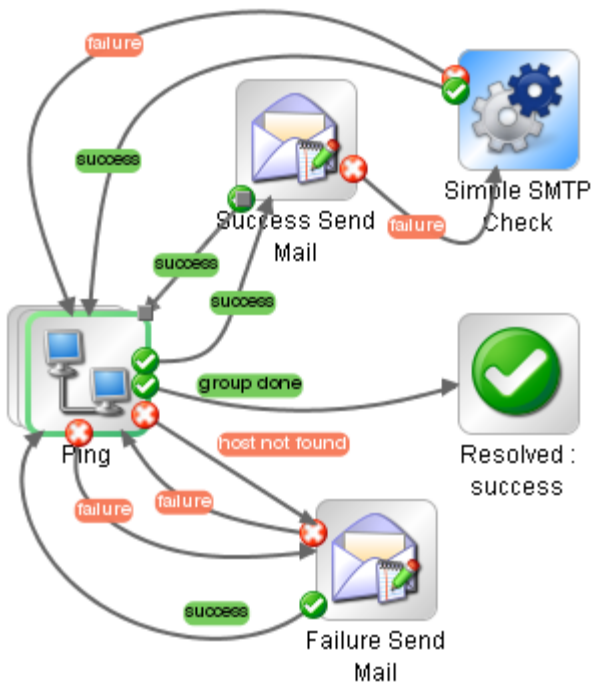 failure
success
Simple SMTP
Check
Success Send
Mail
failure
success
success
group done
Resolved :
success
host not found
Ping
failure
failure
success
Failure Send
Mail